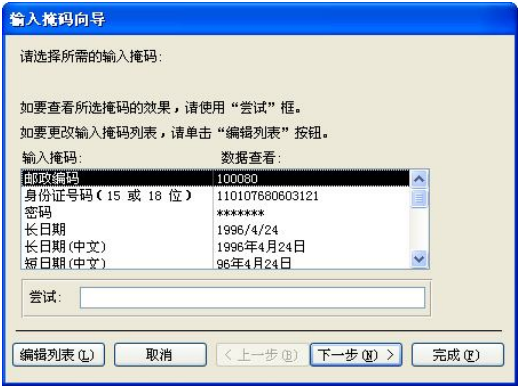 输入掩码向导
请选择所需的输入掩码:
如要查看所选掩码的效果，请使用“尝试”框。
如要更改输入掩码列表，请单击“编辑列表”按钮。
输入掩码: 数据查看:
邮政编码 100080
身份证号码(15 或 18 位) 110107680603121
密码 *******
长日期 1996/4/24
长日期(中文) 1996年4月24日
短日期(中文) 96年4月24日
尝试:
编辑列表(L) 取消 < 上一步(B) 下一步(N) > 完成(F)